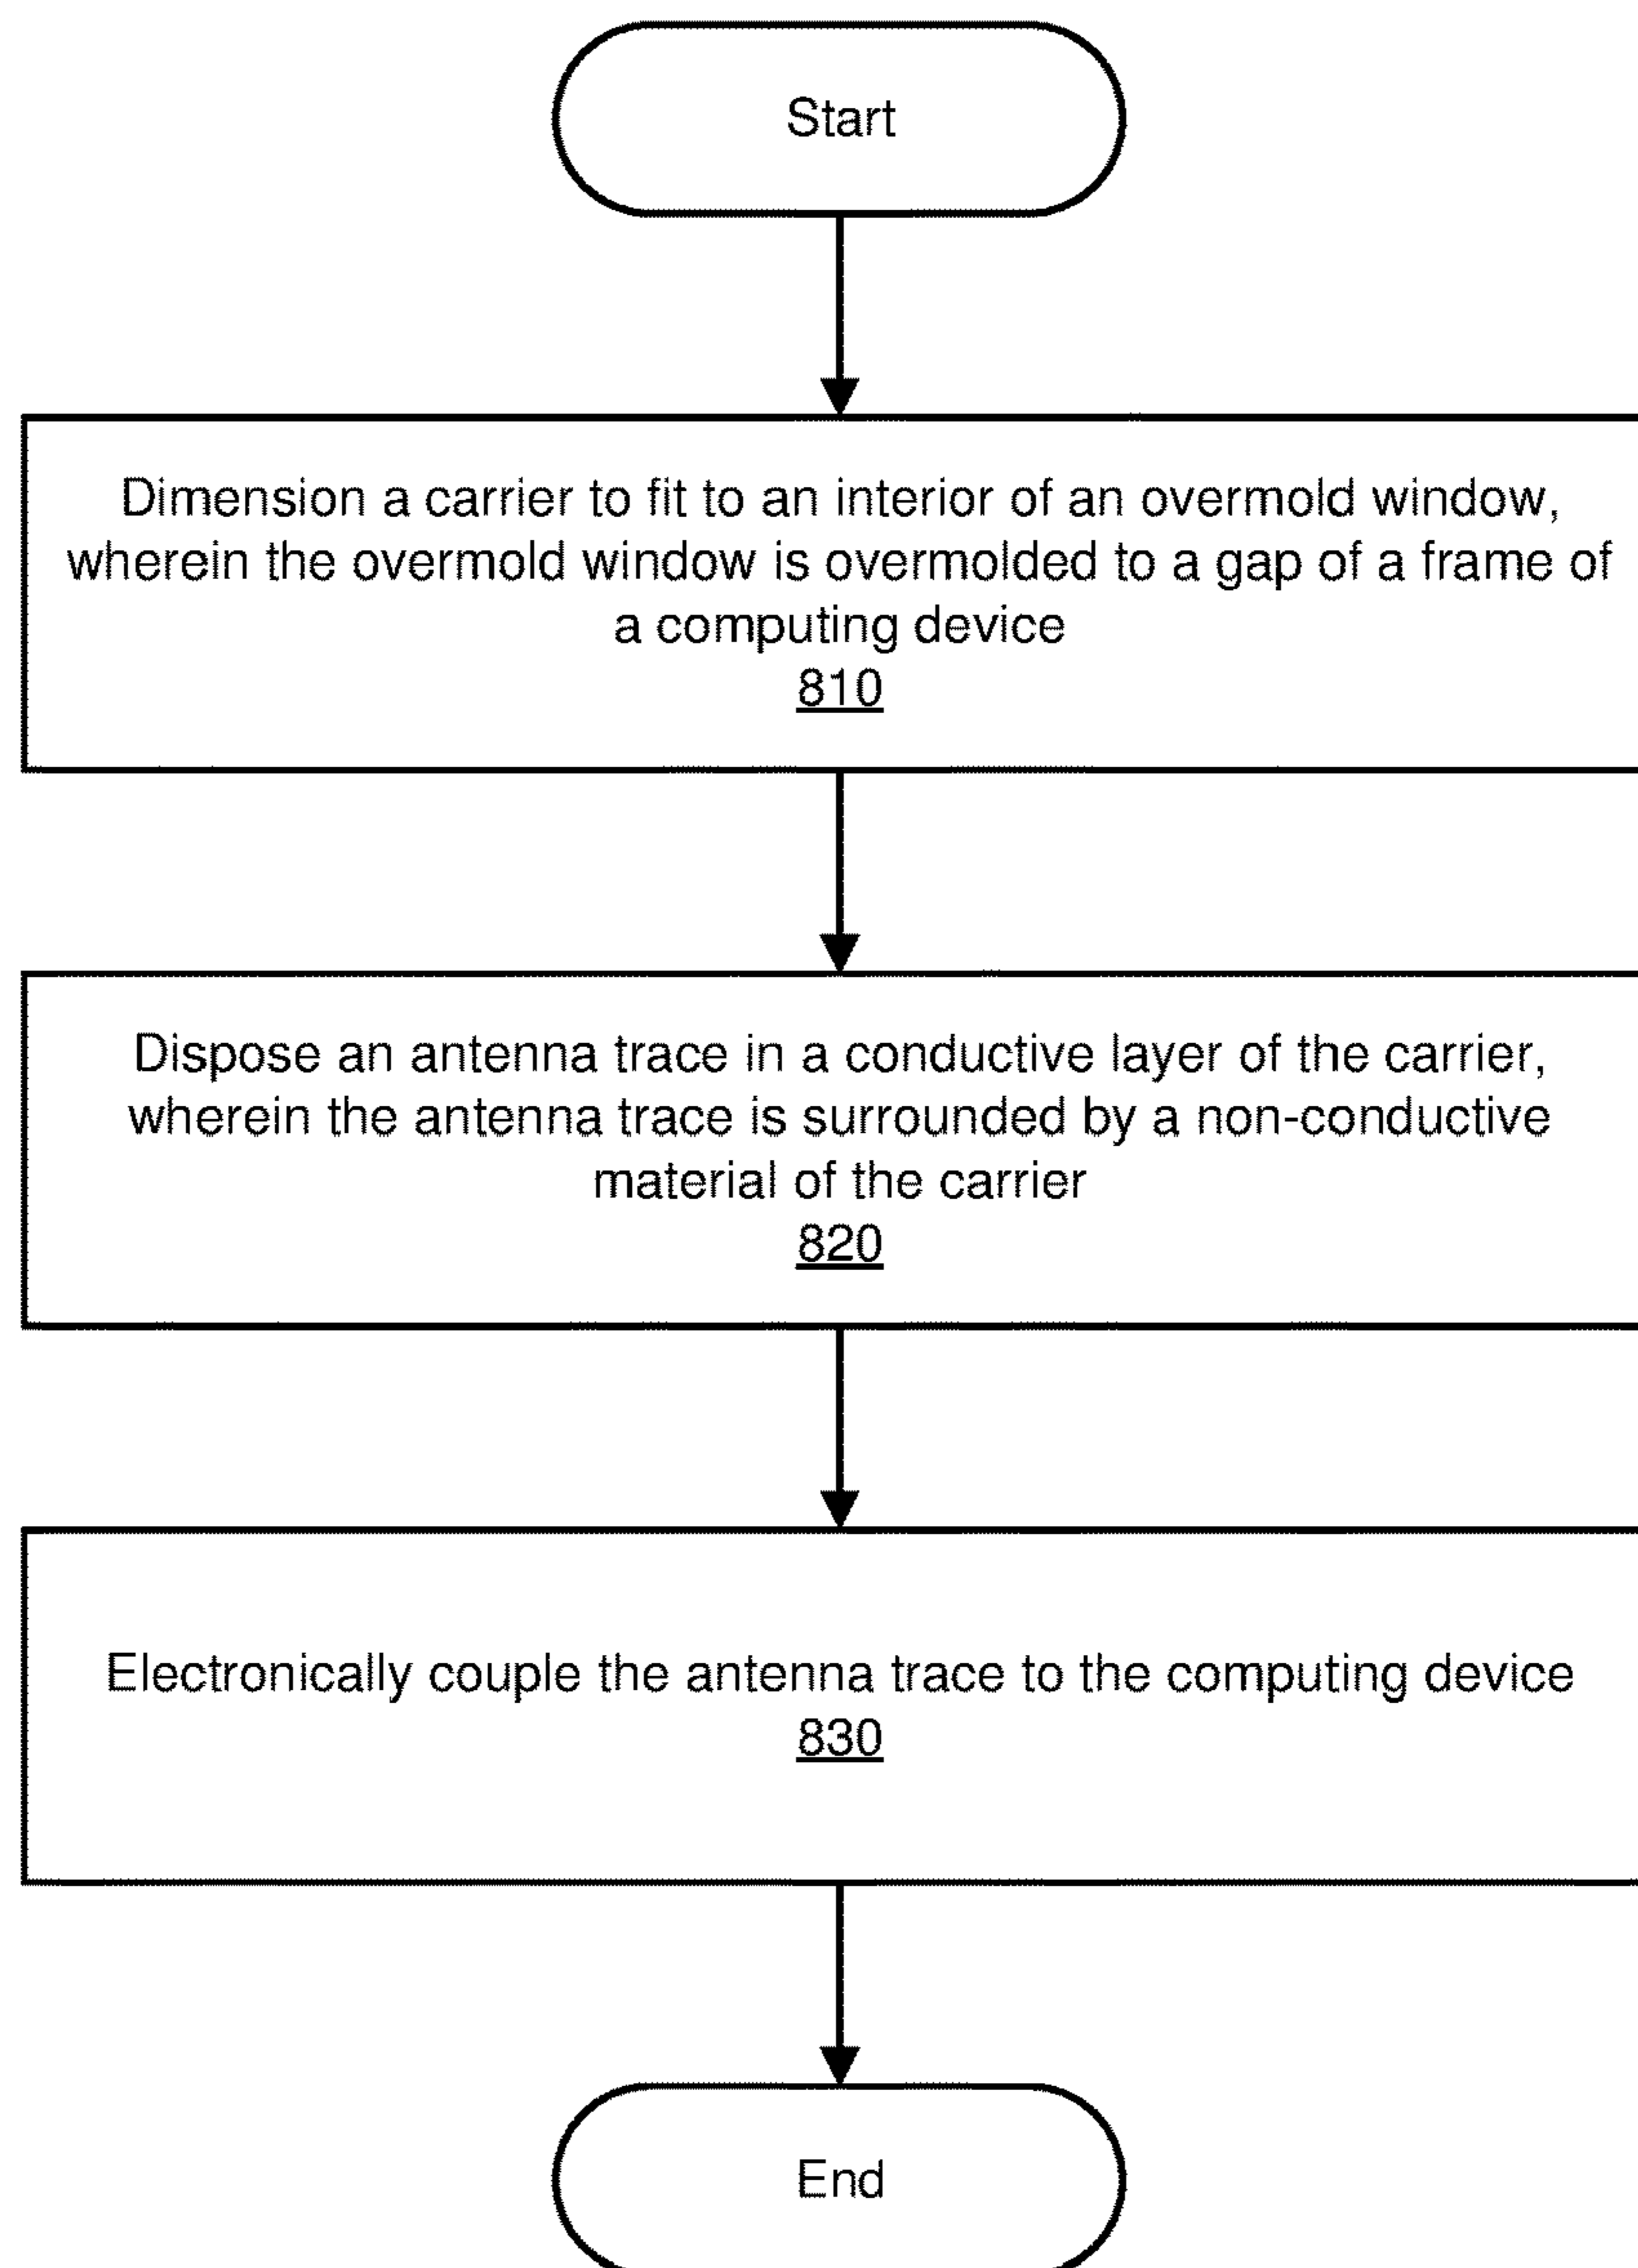 Start
Dimension a carrier to fit to an interior of an overmold window,
wherein the overmold window is overmolded to a gap of a frame of
a computing device
810
Dispose an antenna trace in a conductive layer of the carrier,
wherein the antenna trace is surrounded by a non-conductive
material of the carrier
820
Electronically couple the antenna trace to the computing device
830
End